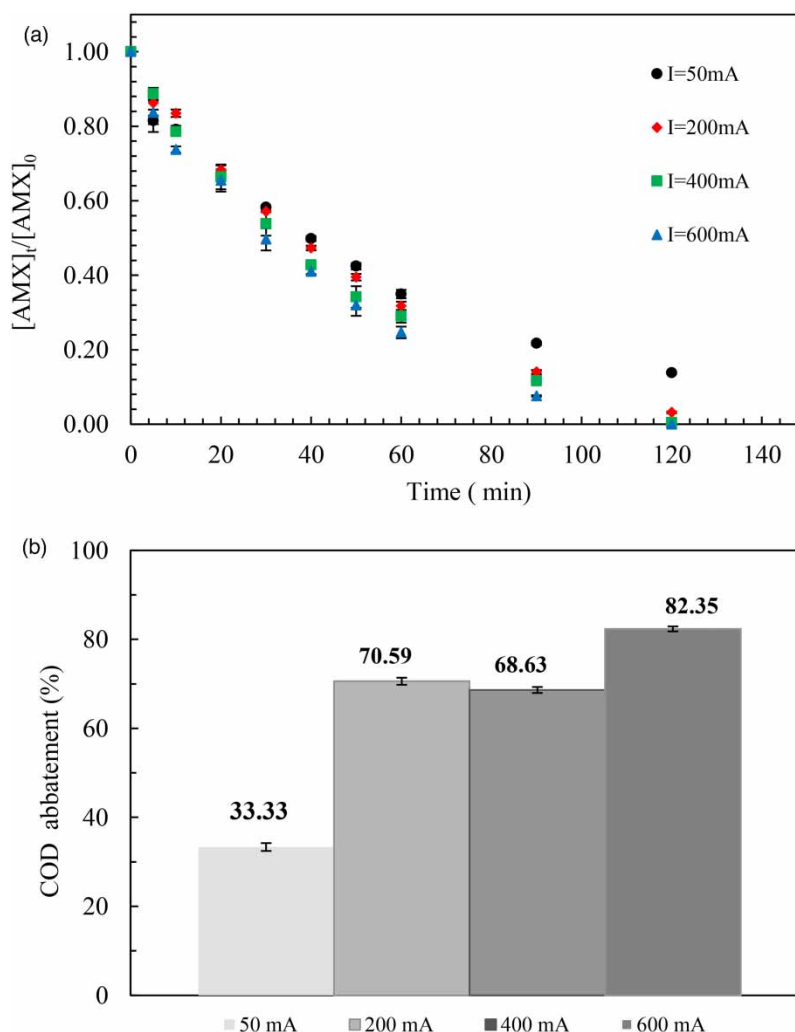 (a)
1.00
0.80
0.60
0.40
0.20
0.00
[AMX]t/[AMX]0
I=50mA
I=200mA
I=400mA
I=600mA
0 20 40 60 80 100 120 140
Time ( min)
(b)
100
80
60
40
20
0
COD abbatement (%)
33.33
70.59
68.63
82.35
50 mA 200 mA 400 mA 600 mA